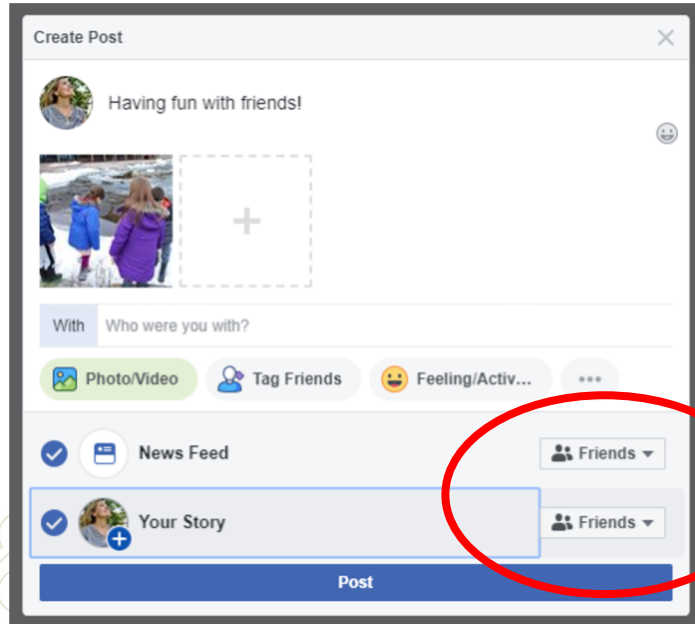 Create Post
Having fun with friends!
With Who were you with?
Photo/Video Tag Friends Feeling/Activ... •••
News Feed Friends
Your Story Friends
Post